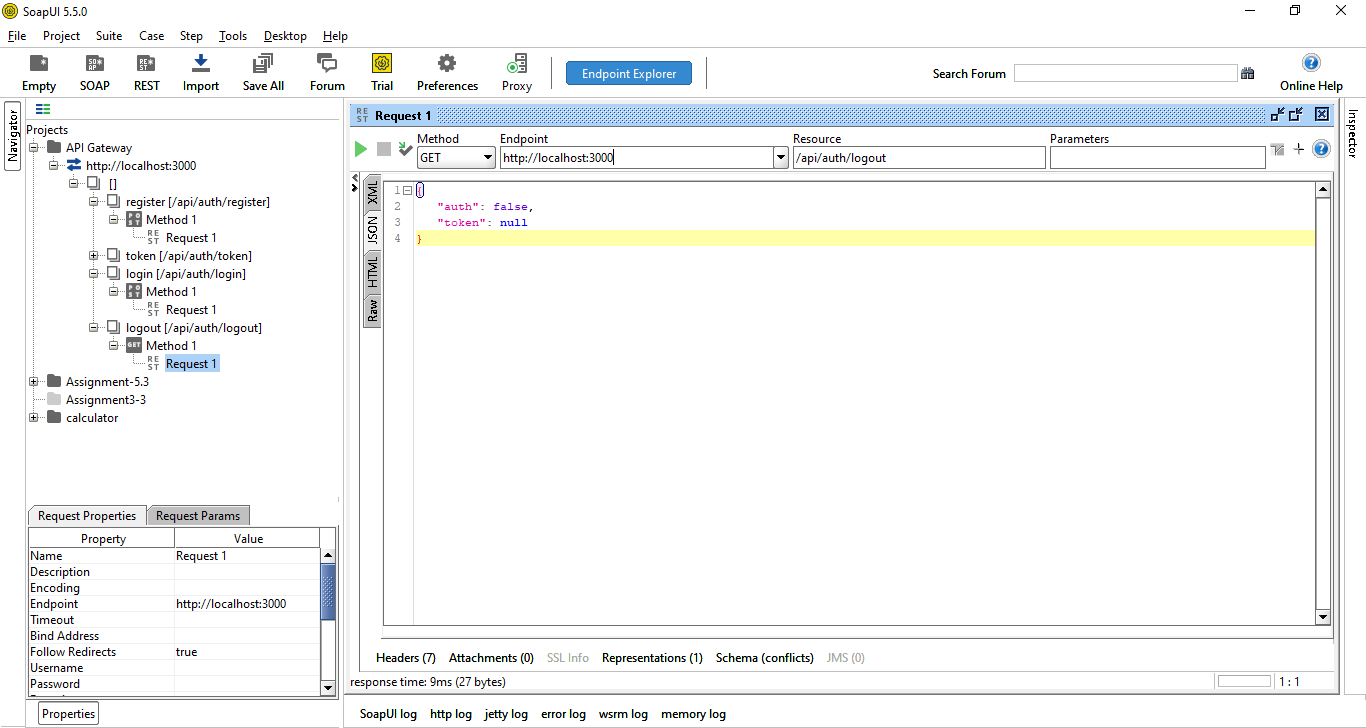 SoapUI 5.5.0
File Project Suite Case Step Tools Desktop Help
Empty SOAP REST Import Save All Forum Trial Preferences Proxy Endpoint Explorer Search Forum Online Help
Navigator
Projects
API Gateway
http://localhost:3000
[]
register [/api/auth/register]
POST Method 1
REST Request 1
token [/api/auth/token]
login [/api/auth/login]
POST Method 1
REST Request 1
logout [/api/auth/logout]
GET Method 1
REST Request 1
Assignment-5.3
Assignment3-3
calculator
Request Properties Request Params
Property Value
Name Request 1
Description
Encoding
Endpoint http://localhost:3000
Timeout
Bind Address
Follow Redirects true
Username
Password
Properties
REST Request 1
Method Endpoint Resource Parameters
GET http://localhost:3000 /api/auth/logout
XML
JSON
HTML
Raw
1 {
2 "auth": false,
3 "token": null
4 }
Headers (7) Attachments (0) SSL Info Representations (1) Schema (conflicts) JMS (0)
response time: 9ms (27 bytes) 1 : 1
SoapUI log http log jetty log error log wsrm log memory log
Inspector